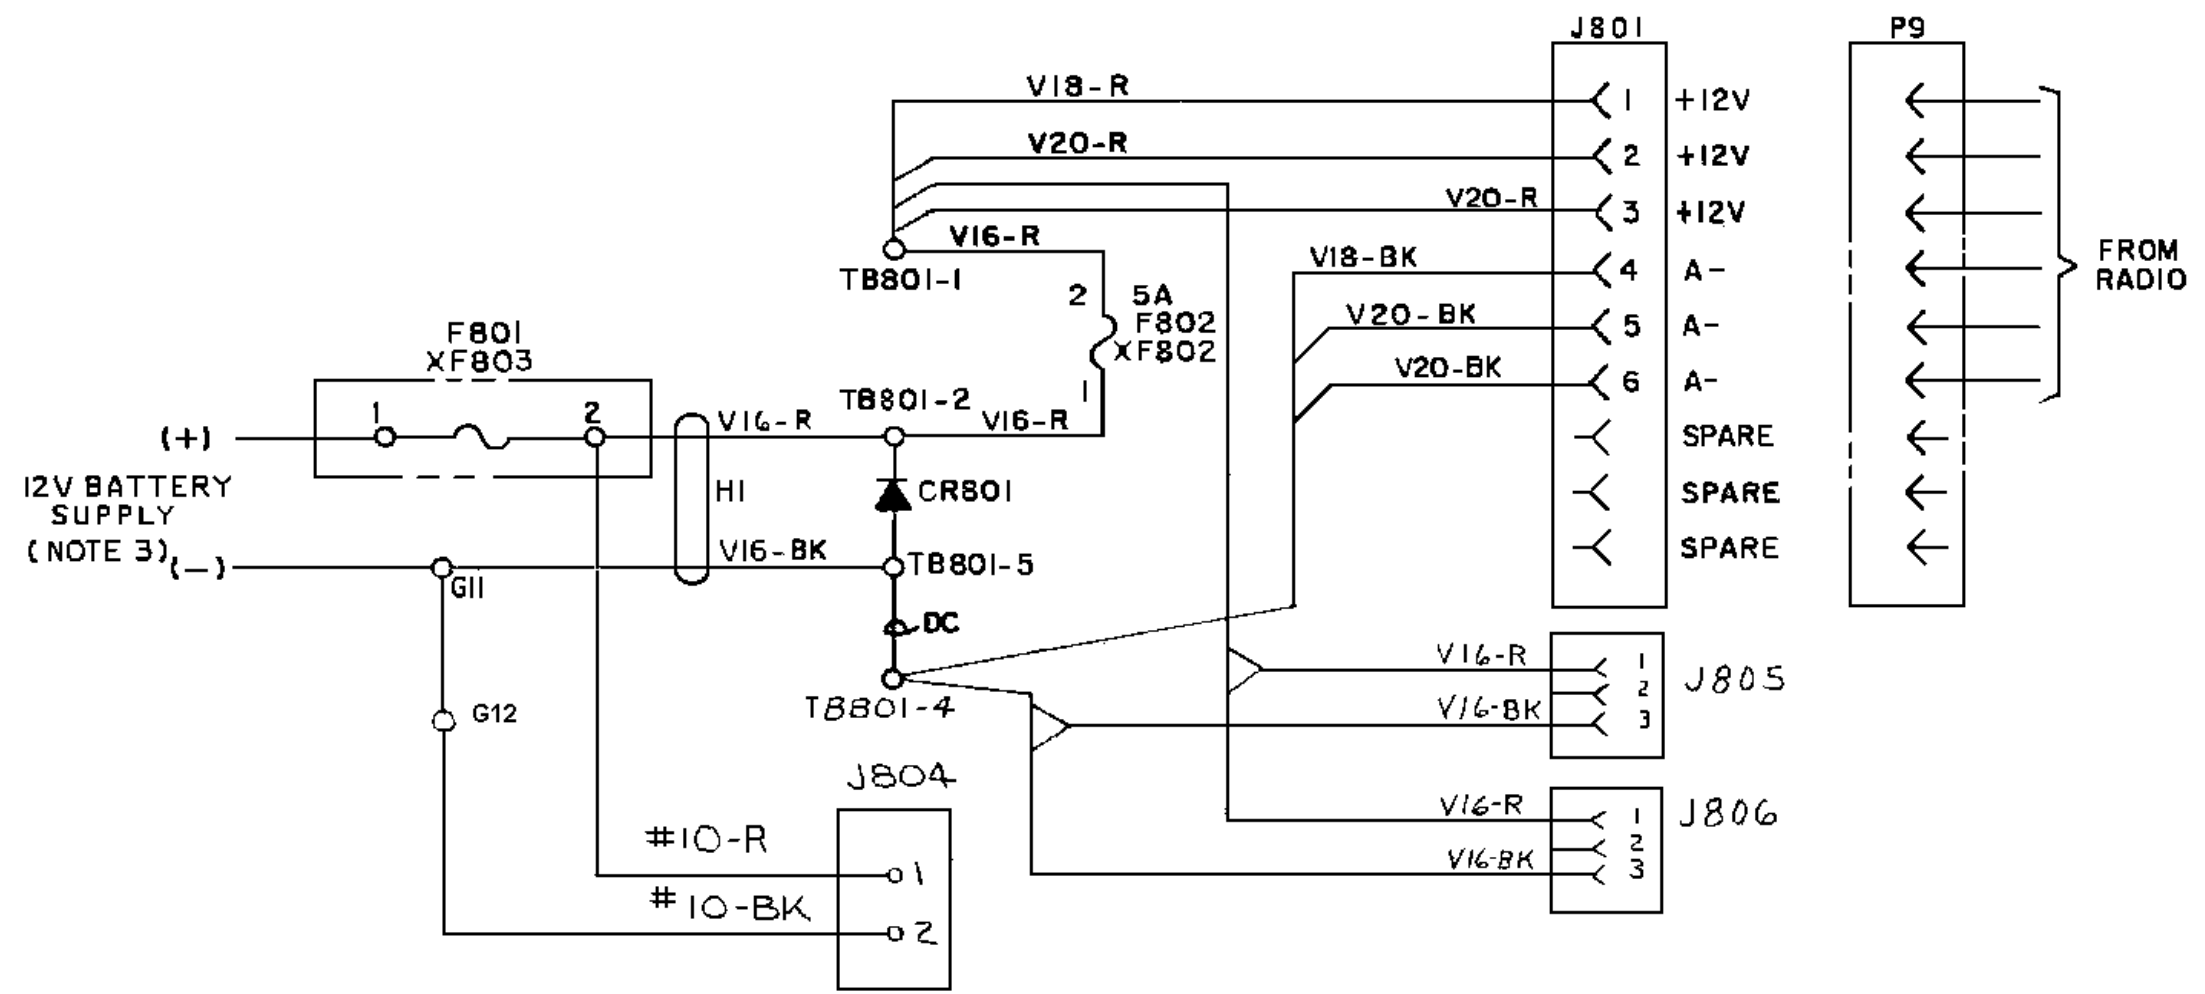 J801
P9
V18-R
1 +12V
V20-R
2 +12V
V20-R
3 +12V
V16-R
TB801-1
V18-BK
4 A-
FROM
RADIO
2
5A
F802
XF802
1
V20-BK
5 A-
V20-BK
6 A-
F801
XF803
1
2
TB801-2
V16-R
V16-R
SPARE
SPARE
SPARE
(+)
12V BATTERY
SUPPLY
(NOTE 3)
(-)
H1
CR801
V16-BK
TB801-5
G11
DC
TB801-4
G12
V16-R
1
2
V16-BK
3
J805
J804
V16-R
1
2
V16-BK
3
J806
#10-R
1
#10-BK
2